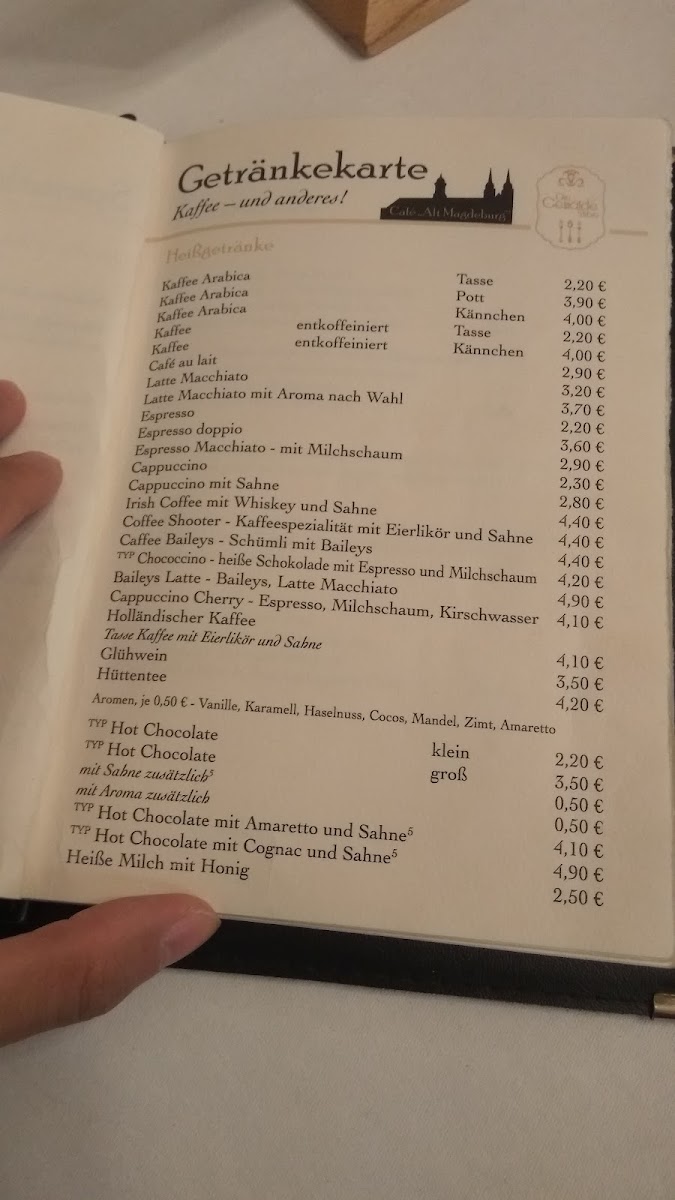 Getränkekarte
Kaffee – und anderes!
Café „Alt Magdeburg"
Heißgetränke
Kaffee Arabica Tasse 2,20 €
Kaffee Arabica Pott 3,90 €
Kaffee Arabica Kännchen 4,00 €
Kaffee entkoffeiniert Tasse 2,20 €
Kaffee entkoffeiniert Kännchen 4,00 €
Café au lait 2,90 €
Latte Macchiato 3,20 €
Latte Macchiato mit Aroma nach Wahl 3,70 €
Espresso 2,20 €
Espresso doppio 3,60 €
Espresso Macchiato - mit Milchschaum 2,90 €
Cappuccino 2,30 €
Cappuccino mit Sahne 2,80 €
Irish Coffee mit Whiskey und Sahne 4,40 €
Coffee Shooter - Kaffeespezialität mit Eierlikör und Sahne 4,40 €
Caffee Baileys - Schümli mit Baileys 4,40 €
TYP Chococcino - heiße Schokolade mit Espresso und Milchschaum 4,20 €
Baileys Latte - Baileys, Latte Macchiato 4,90 €
Cappuccino Cherry - Espresso, Milchschaum, Kirschwasser 4,10 €
Holländischer Kaffee
Tasse Kaffee mit Eierlikör und Sahne 4,10 €
Glühwein 3,50 €
Hüttentee 4,20 €
Aromen, je 0,50 € - Vanille, Karamell, Haselnuss, Cocos, Mandel, Zimt, Amaretto
TYP Hot Chocolate klein 2,20 €
TYP Hot Chocolate groß 3,50 €
mit Sahne zusätzlich⁵ 0,50 €
mit Aroma zusätzlich 0,50 €
TYP Hot Chocolate mit Amaretto und Sahne⁵ 4,10 €
TYP Hot Chocolate mit Cognac und Sahne⁵ 4,90 €
Heiße Milch mit Honig 2,50 €